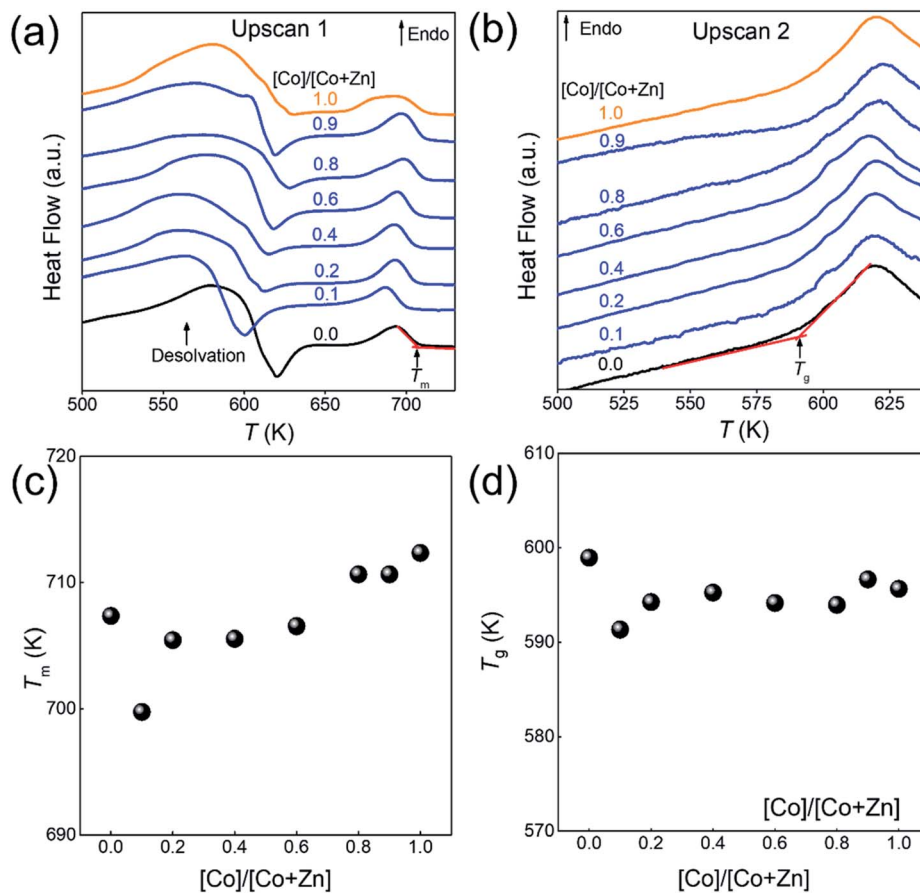 (a)
Upscan 1
Endo
[Co]/[Co+Zn]
1.0
0.9
0.8
0.6
0.4
0.2
0.1
0.0
Desolvation
Tm
Heat Flow (a.u.)
500 550 600 650 700
T (K)
(b)
Endo
Upscan 2
[Co]/[Co+Zn]
1.0
0.9
0.8
0.6
0.4
0.2
0.1
0.0
Tg
Heat Flow (a.u.)
500 525 550 575 600 625
T (K)
(c)
720
710
700
690
Tm (K)
0.0 0.2 0.4 0.6 0.8 1.0
[Co]/[Co+Zn]
(d)
610
600
590
580
570
Tg (K)
[Co]/[Co+Zn]
0.0 0.2 0.4 0.6 0.8 1.0
[Co]/[Co+Zn]